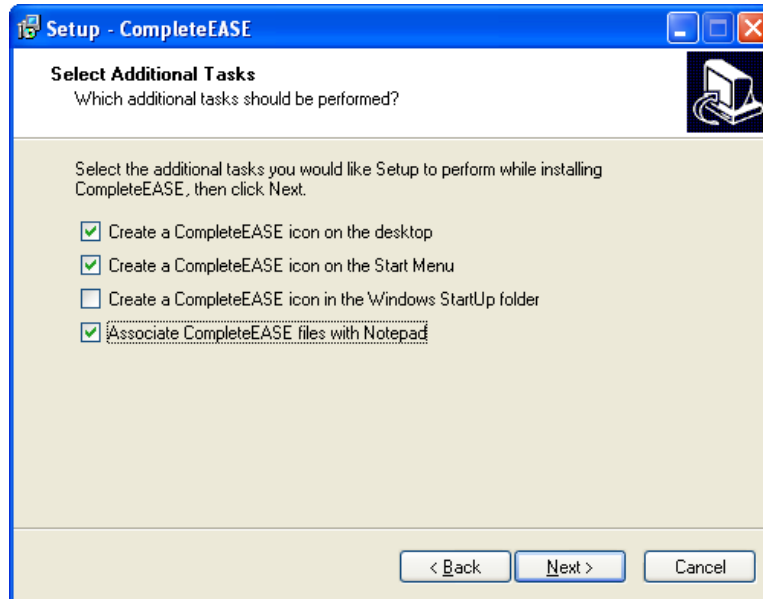 Setup - CompleteEASE
Select Additional Tasks
Which additional tasks should be performed?
Select the additional tasks you would like Setup to perform while installing
CompleteEASE, then click Next.
Create a CompleteEASE icon on the desktop
Create a CompleteEASE icon on the Start Menu
Create a CompleteEASE icon in the Windows StartUp folder
Associate CompleteEASE files with Notepad
< Back Next > Cancel